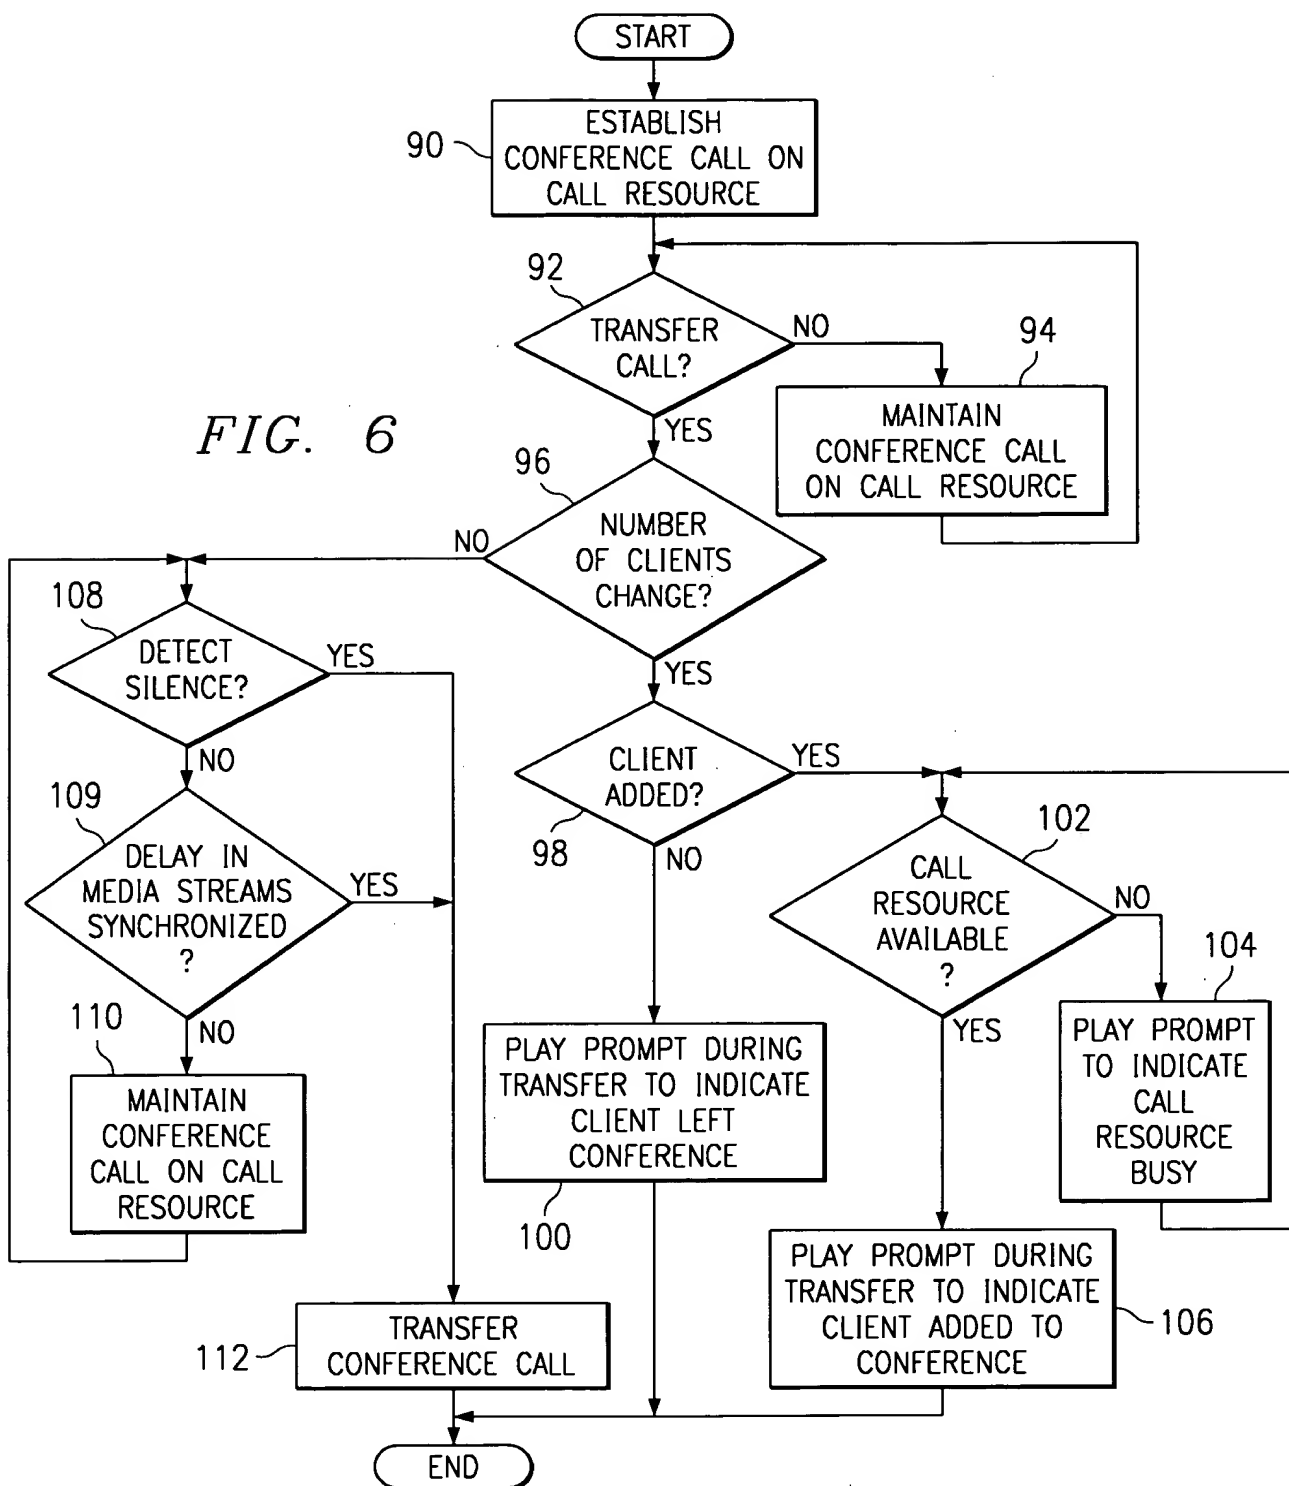 START
90
ESTABLISH
CONFERENCE CALL ON
CALL RESOURCE
92
TRANSFER
CALL?
NO
YES
94
MAINTAIN
CONFERENCE CALL
ON CALL RESOURCE
FIG. 6
96
NUMBER
OF CLIENTS
CHANGE?
NO
YES
108
DETECT
SILENCE?
YES
NO
109
DELAY IN
MEDIA STREAMS
SYNCHRONIZED
?
YES
NO
110
MAINTAIN
CONFERENCE
CALL ON CALL
RESOURCE
98
CLIENT
ADDED?
YES
NO
100
PLAY PROMPT DURING
TRANSFER TO INDICATE
CLIENT LEFT
CONFERENCE
102
CALL
RESOURCE
AVAILABLE
?
NO
YES
104
PLAY PROMPT
TO INDICATE
CALL
RESOURCE
BUSY
PLAY PROMPT DURING
TRANSFER TO INDICATE
CLIENT ADDED TO
CONFERENCE
106
112
TRANSFER
CONFERENCE CALL
END